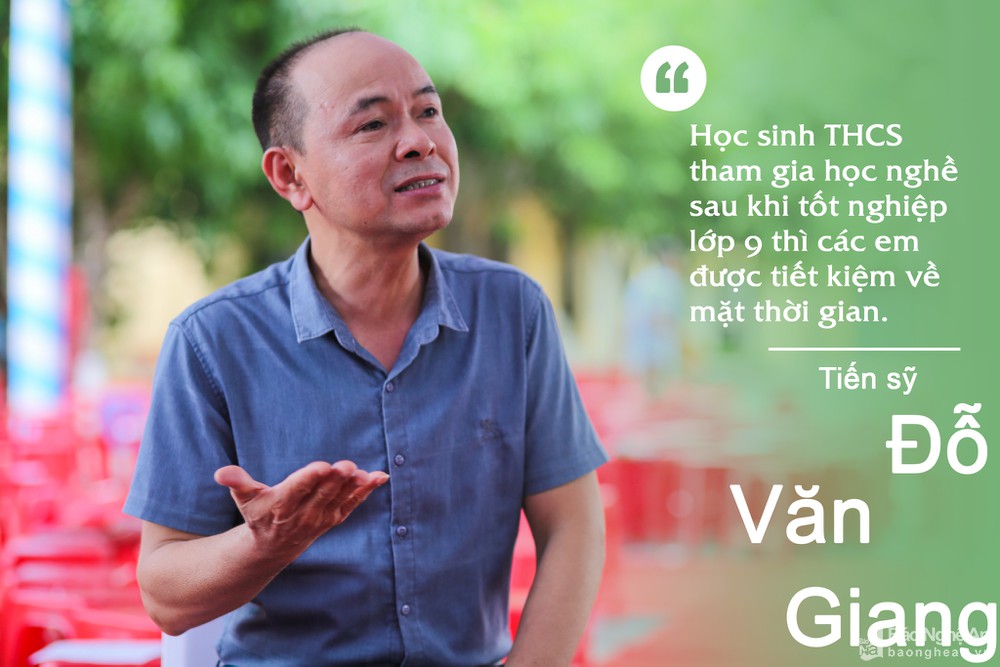 Học sinh THCS
tham gia học nghề
sau khi tốt nghiệp
lớp 9 thì các em
được tiết kiệm về
mặt thời gian.
Tiến sỹ
Đỗ
Văn
Giang
Báo Nghệ An
baonghean.vn